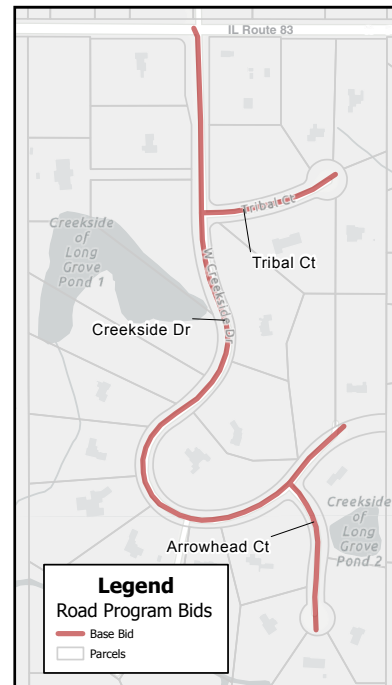 IL Route 83
Tribal Ct
Creekside
of
Long
Grove
Pond 1
Tribal Ct
W Creekside Dr
Creekside Dr
Creekside
of
Long
Grove
Pond 2
Arrowhead Ct
Legend
Road Program Bids
Base Bid
Parcels